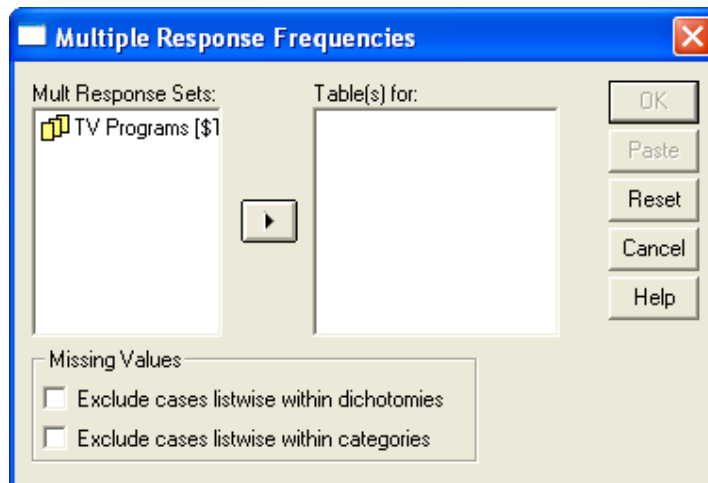 Multiple Response Frequencies
Mult Response Sets:
TV Programs [$T
Table(s) for:
OK
Paste
Reset
Cancel
Help
Missing Values
Exclude cases listwise within dichotomies
Exclude cases listwise within categories